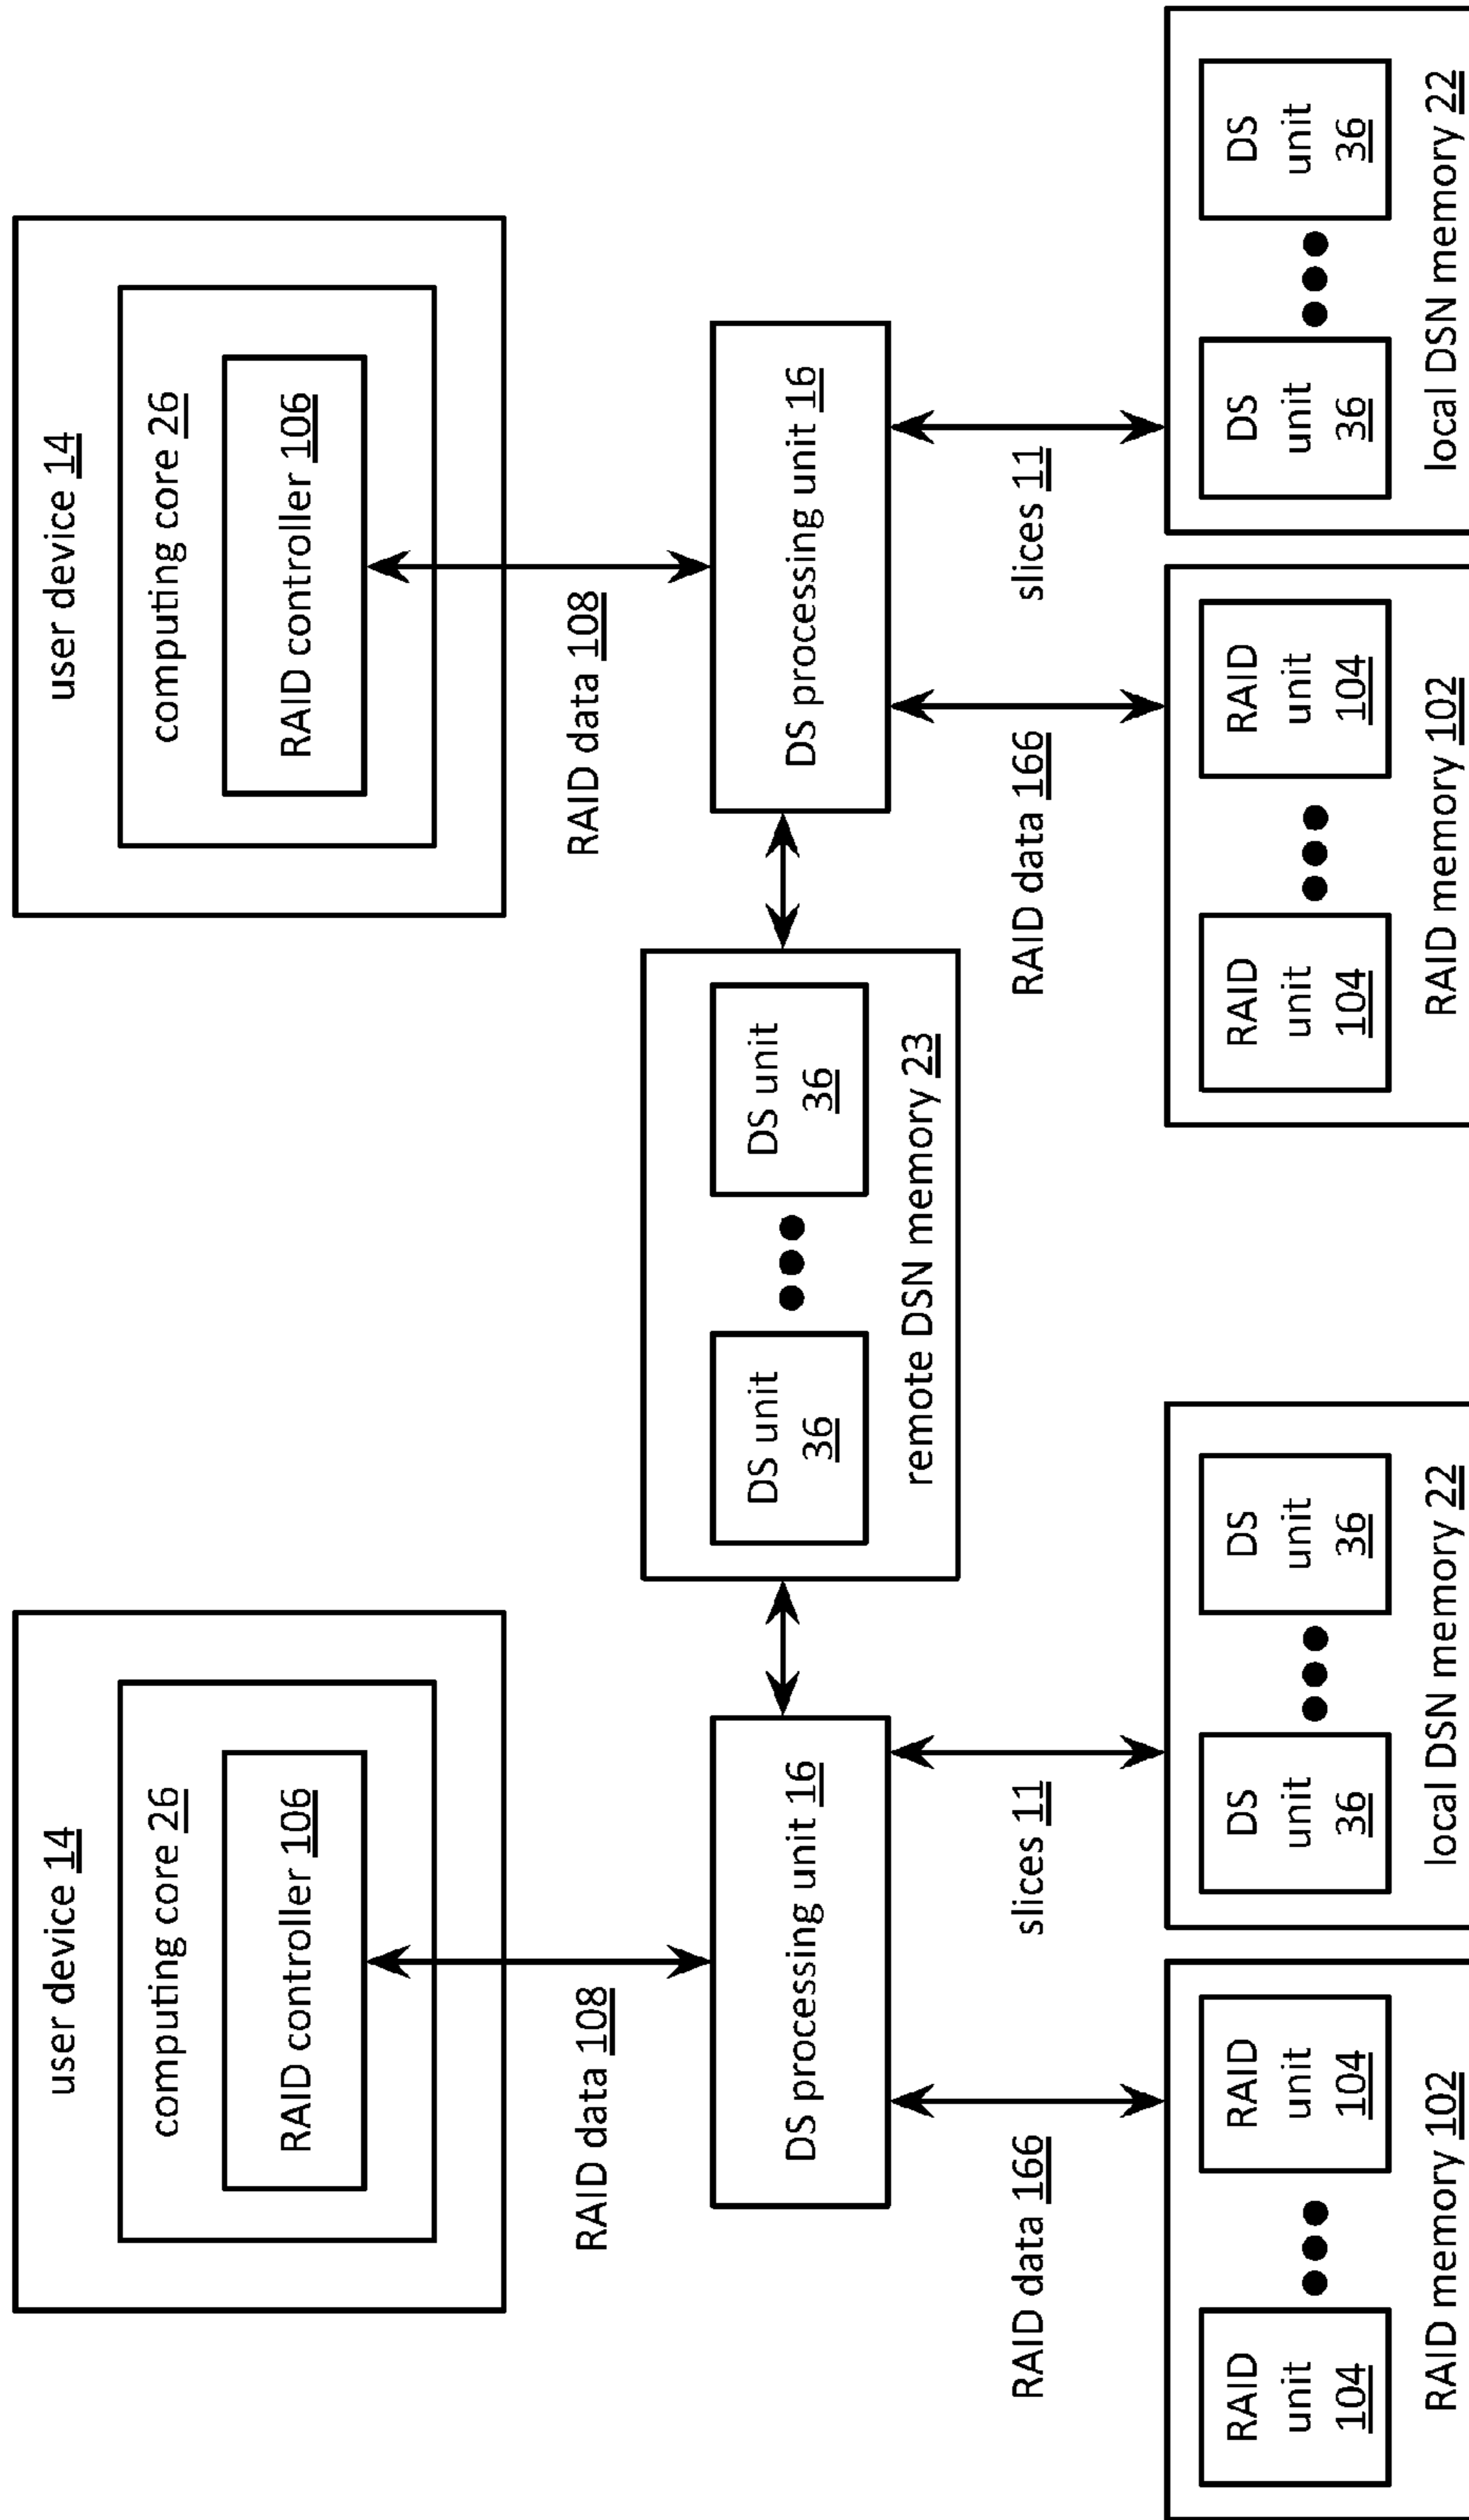 user device 14
computing core 26
RAID controller 106
RAID data 108
DS processing unit 16
RAID data 166
slices 11
RAID
unit
104
RAID
unit
104
RAID memory 102
DS
unit
36
DS
unit
36
local DSN memory 22
DS unit
36
DS unit
36
remote DSN memory 23
user device 14
computing core 26
RAID controller 106
RAID data 108
DS processing unit 16
RAID data 166
slices 11
RAID
unit
104
RAID
unit
104
RAID memory 102
DS
unit
36
DS
unit
36
local DSN memory 22